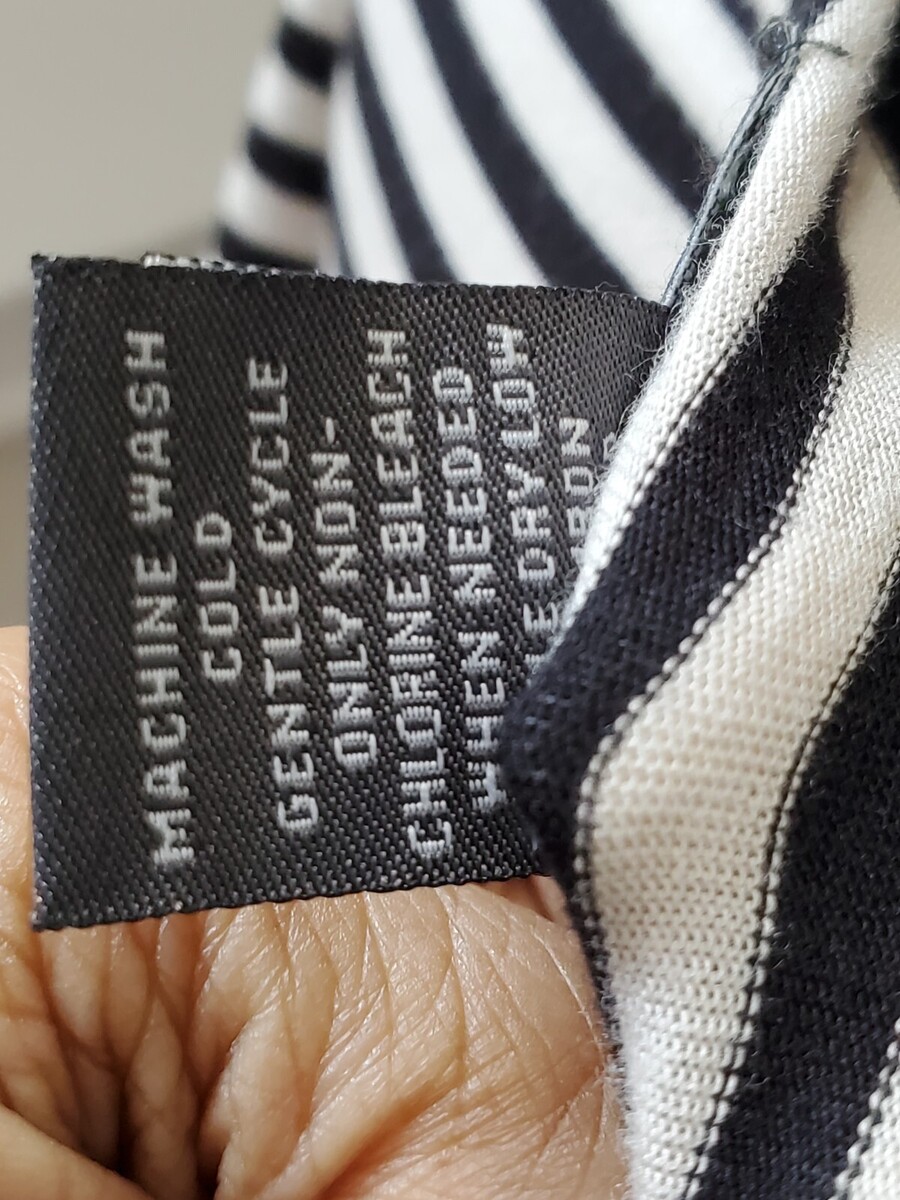 MACHINE WASH
COLD
GENTLE CYCLE
ONLY NON-
CHLORINE BLEACH
WHEN NEEDED
DRY LOW